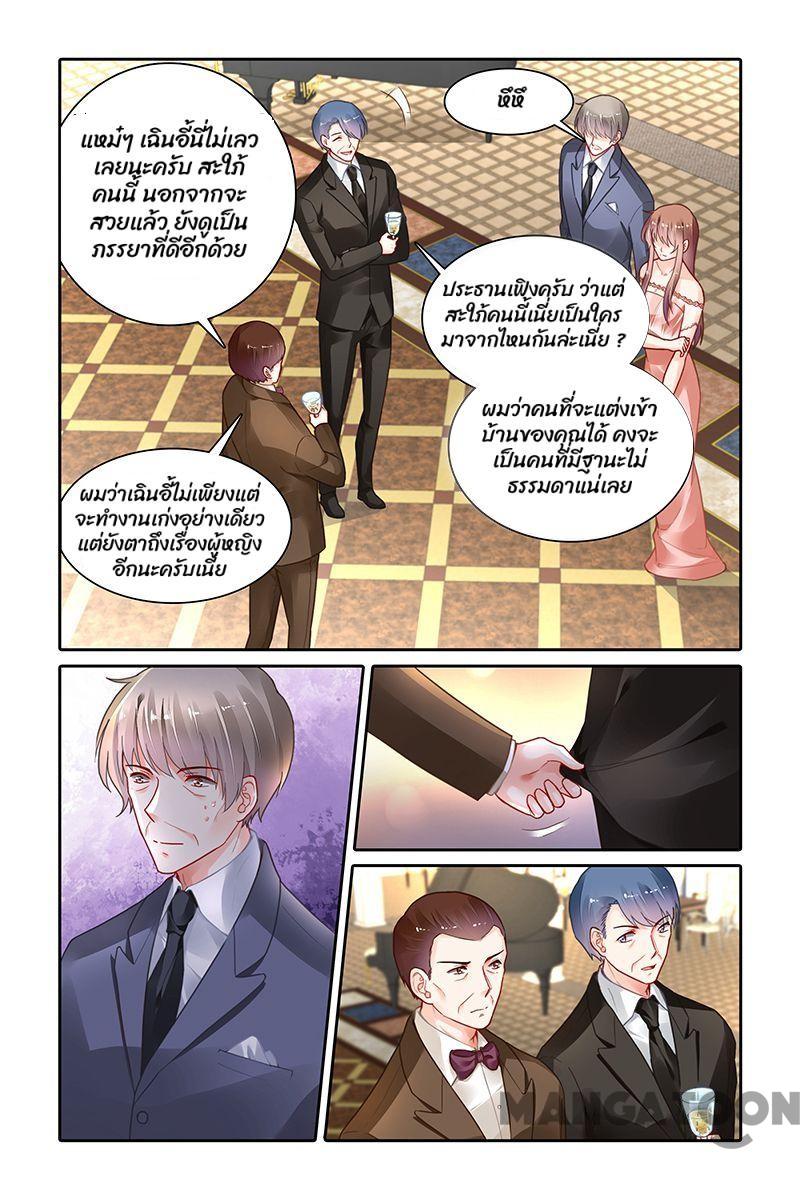 แหม๋ๆ เฉินอี้นี่ไม่เลว
เลยนะครับ สะใภ้
คนนี้ นอกจากจะ
สวยแล้ว ยังดูเป็น
ภรรยาที่ดีอีกด้วย
หึหึ
ประธานเฟิงครับ ว่าแต่
สะใภ้คนนี้เนี่ยเป็นใคร
มาจากไหนกันล่ะเนี่ย ?
ผมว่าคนที่จะแต่งเข้า
บ้านของคุณได้ คงจะ
เป็นคนที่มีฐานะไม่
ธรรมดาแน่เลย
ผมว่าเฉินอี้ไม่เพียงแต่
จะทำงานเก่งอย่างเดียว
แต่ยังตาถึงเรื่องผู้หญิง
อีกนะครับเนี่ย
MANGATOON